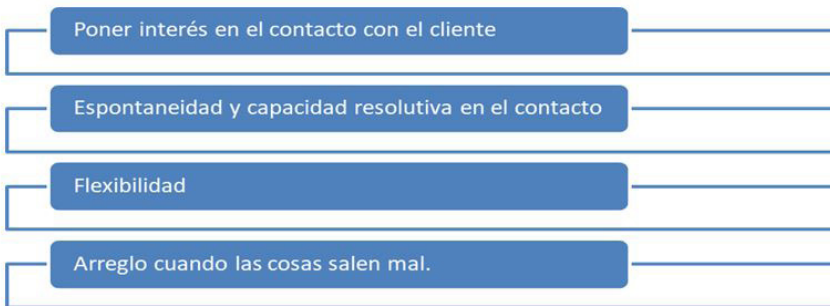 Poner interés en el contacto con el cliente
Espontaneidad y capacidad resolutiva en el contacto
Flexibilidad
Arreglo cuando las cosas salen mal.